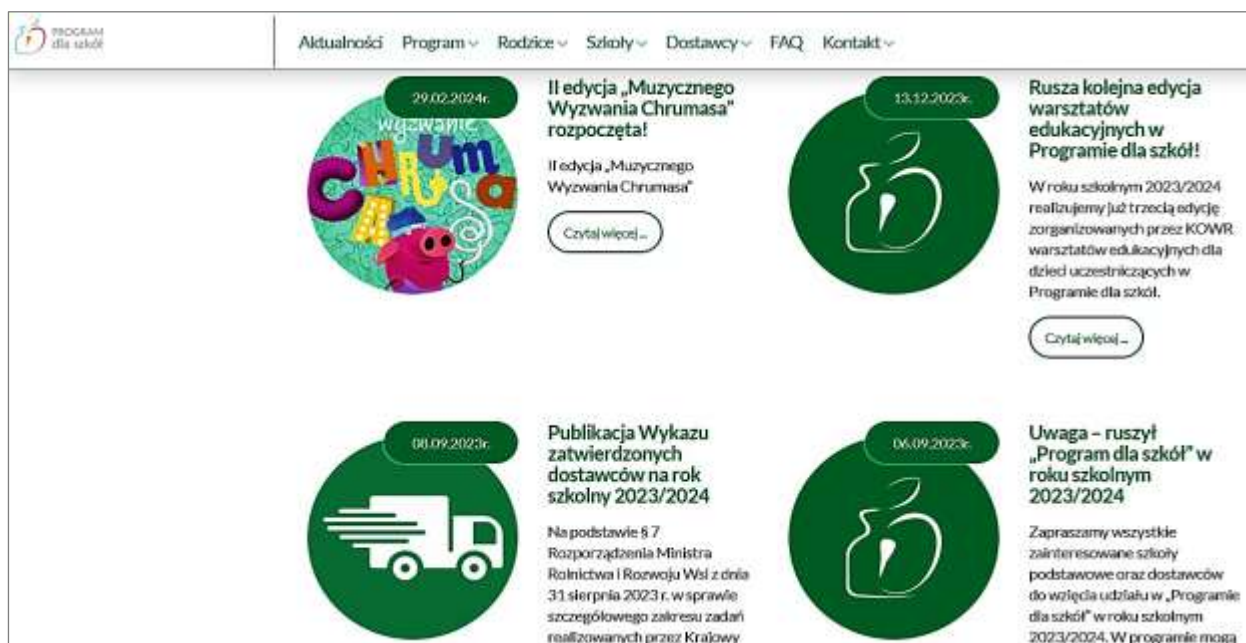 PROGRAM
dla szkół
Aktualności Program Rodzice Szkoły Dostawcy FAQ Kontakt
29.02.2024r.
wyzwanie
CHRUMASA
II edycja „Muzycznego
Wyzwania Chrumasa"
rozpoczęta!
II edycja „Muzycznego
Wyzwania Chrumasa"
Czytaj więcej ...
13.12.2023r.
Rusza kolejna edycja
warsztatów
edukacyjnych w
Programie dla szkół!
W roku szkolnym 2023/2024
realizujemy już trzecią edycję
zorganizowanych przez KOWR
warsztatów edukacyjnych dla
dzieci uczestniczących w
Programie dla szkół.
Czytaj więcej ...
08.09.2023r.
Publikacja Wykazu
zatwierdzonych
dostawców na rok
szkolny 2023/2024
Na podstawie § 7
Rozporządzenia Ministra
Rolnictwa i Rozwoju Wsi z dnia
31 sierpnia 2023 r. w sprawie
szczegółowego zakresu zadań
realizowanych przez Krajowy
06.09.2023r.
Uwaga – ruszył
„Program dla szkół" w
roku szkolnym
2023/2024
Zapraszamy wszystkie
zainteresowane szkoły
podstawowe oraz dostawców
do wzięcia udziału w „Programie
dla szkół" w roku szkolnym
2023/2024. W programie mogą